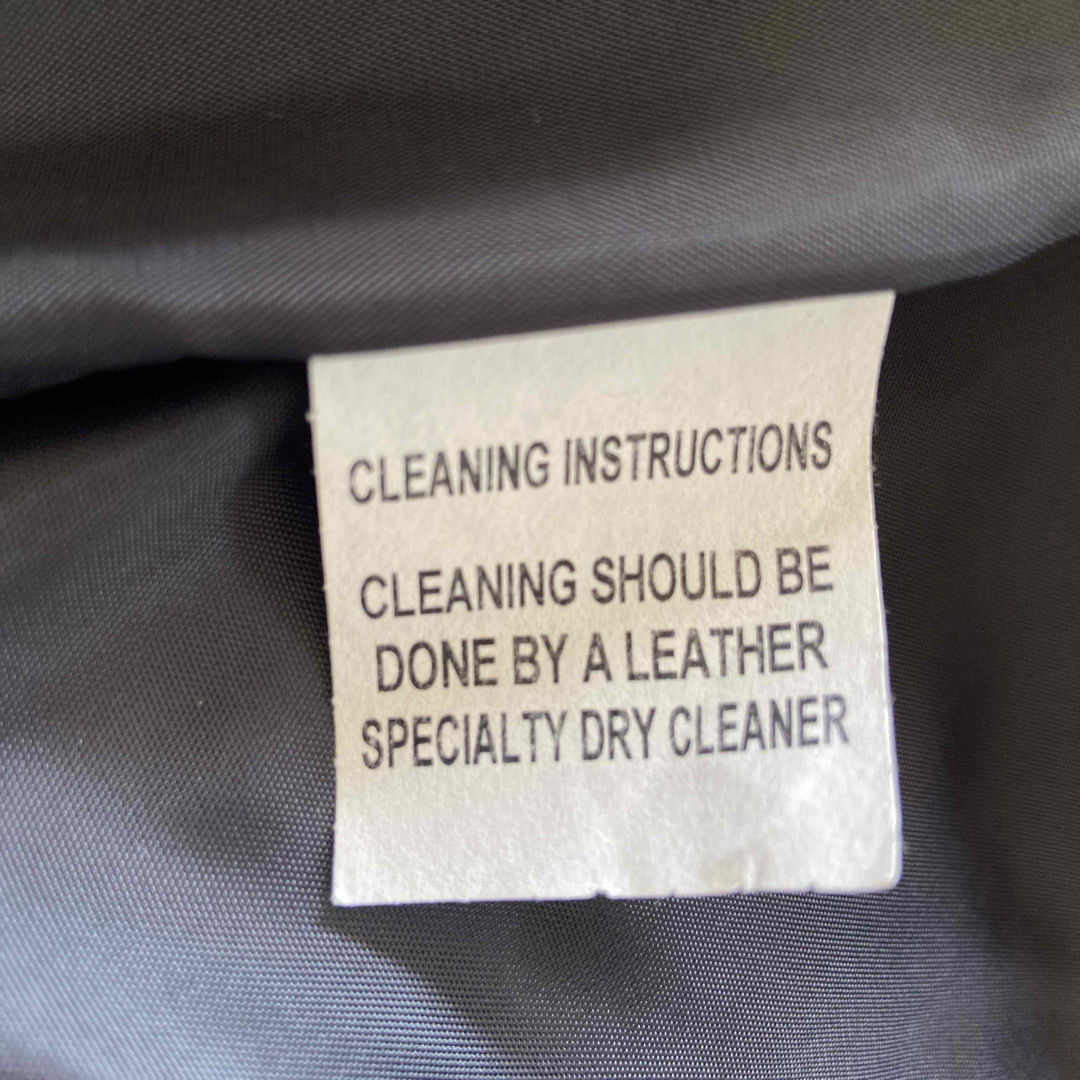 CLEANING INSTRUCTIONS
CLEANING SHOULD BE
DONE BY A LEATHER
SPECIALTY DRY CLEANER